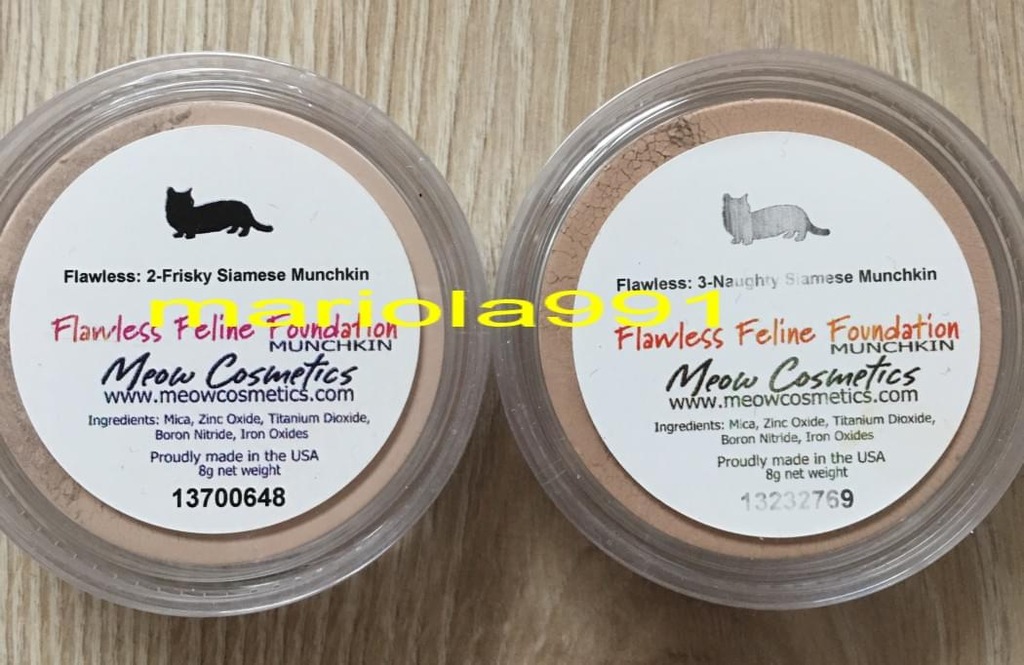 Flawless: 2-Frisky Siamese Munchkin
Flawless Feline Foundation
MUNCHKIN
Meow Cosmetics
www.meowcosmetics.com
Ingredients: Mica, Zinc Oxide, Titanium Dioxide,
Boron Nitride, Iron Oxides
Proudly made in the USA
8g net weight
13700648
Flawless: 3-Naughty Siamese Munchkin
Flawless Feline Foundation
MUNCHKIN
Meow Cosmetics
www.meowcosmetics.com
Ingredients: Mica, Zinc Oxide, Titanium Dioxide,
Boron Nitride, Iron Oxides
Proudly made in the USA
8g net weight
13232769
mariola991